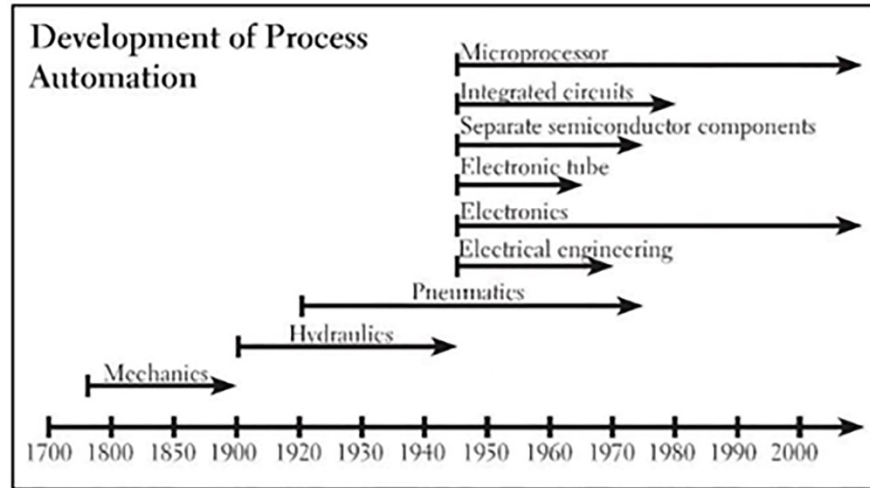 Development of Process
Automation
Microprocessor
Integrated circuits
Separate semiconductor components
Electronic tube
Electronics
Electrical engineering
Pneumatics
Hydraulics
Mechanics
1700 1800 1850 1900 1920 1930 1940 1950 1960 1970 1980 1990 2000